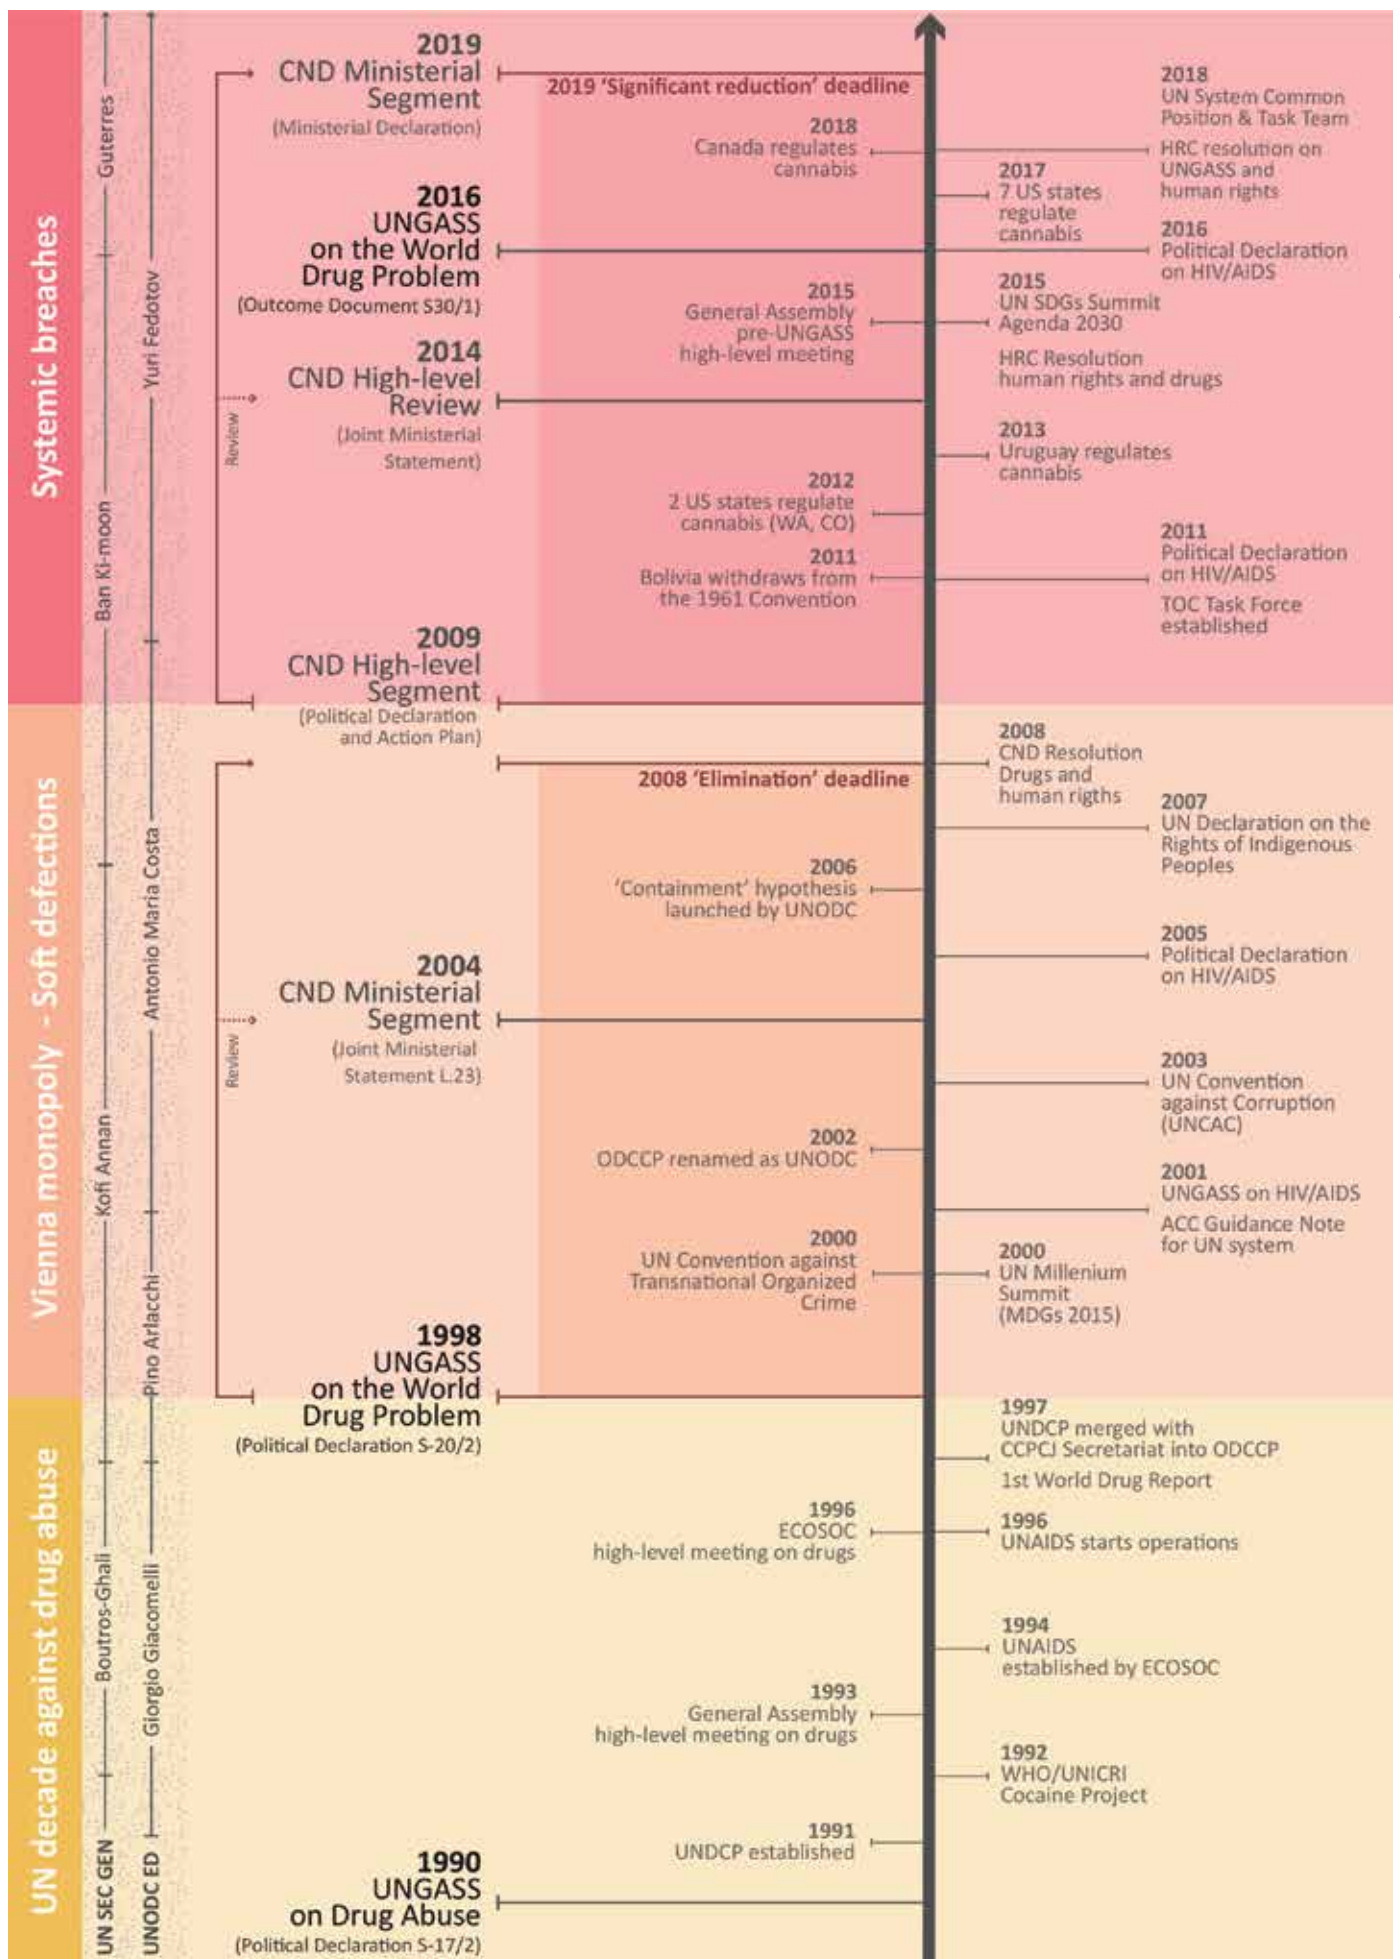 Systemic breaches
Vienna monopoly - Soft defections
UN decade against drug abuse
Guterres
Ban Ki-moon
Kofi Annan
Boutros-Ghali
UN SEC GEN
Yuri Fedotov
Antonio Maria Costa
Pino Arlacchi
Giorgio Giacomelli
UNODC ED
2019
CND Ministerial
Segment
(Ministerial Declaration)
2016
UNGASS
on the World
Drug Problem
(Outcome Document S30/1)
2014
CND High-level
Review
(Joint Ministerial
Statement)
Review
2009
CND High-level
Segment
(Political Declaration
and Action Plan)
2004
CND Ministerial
Segment
(Joint Ministerial
Statement L.23)
Review
1998
UNGASS
on the World
Drug Problem
(Political Declaration S-20/2)
1990
UNGASS
on Drug Abuse
(Political Declaration S-17/2)
2019 ‘Significant reduction’ deadline
2018
Canada regulates
cannabis
2015
General Assembly
pre-UNGASS
high-level meeting
2012
2 US states regulate
cannabis (WA, CO)
2011
Bolivia withdraws from
the 1961 Convention
2008 ‘Elimination’ deadline
2006
‘Containment’ hypothesis
launched by UNODC
2002
ODCCP renamed as UNODC
2000
UN Convention against
Transnational Organized
Crime
1996
ECOSOC
high-level meeting on drugs
1993
General Assembly
high-level meeting on drugs
1991
UNDCP established
2018
UN System Common
Position & Task Team
HRC resolution on
UNGASS and
human rights
2017
7 US states
regulate
cannabis
2016
Political Declaration
on HIV/AIDS
2015
UN SDGs Summit
Agenda 2030
HRC Resolution
human rights and drugs
2013
Uruguay regulates
cannabis
2011
Political Declaration
on HIV/AIDS
TOC Task Force
established
2008
CND Resolution
Drugs and
human rigths
2007
UN Declaration on the
Rights of Indigenous
Peoples
2005
Political Declaration
on HIV/AIDS
2003
UN Convention
against Corruption
(UNCAC)
2001
UNGASS on HIV/AIDS
ACC Guidance Note
for UN system
2000
UN Millenium
Summit
(MDGs 2015)
1997
UNDCP merged with
CCPCJ Secretariat into ODCCP
1st World Drug Report
1996
UNAIDS starts operations
1994
UNAIDS
established by ECOSOC
1992
WHO/UNICRI
Cocaine Project